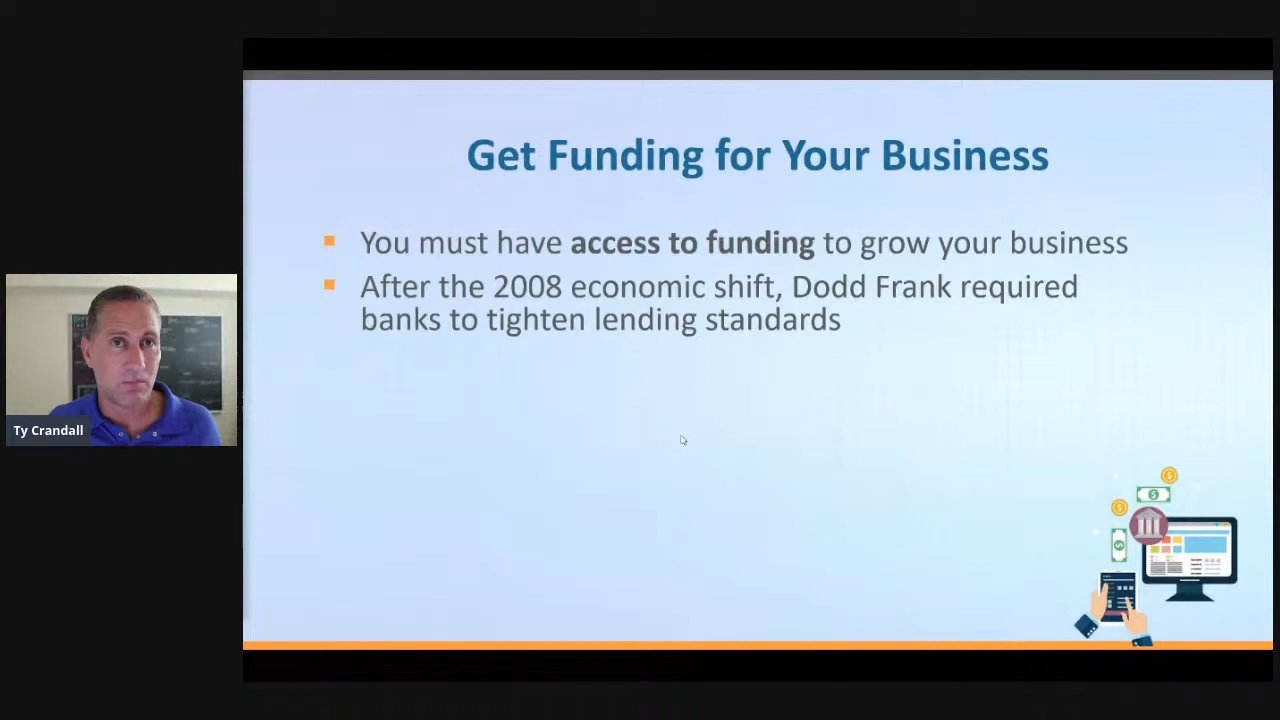 Get Funding for Your Business
You must have access to funding to grow your business
After the 2008 economic shift, Dodd Frank required
banks to tighten lending standards
Ty Crandall